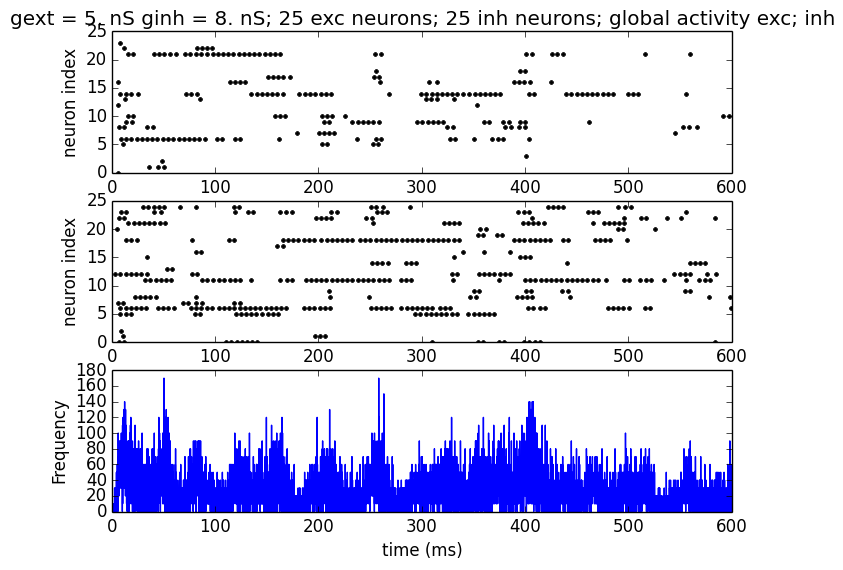 gext = 5. nS ginh = 8. nS; 25 exc neurons; 25 inh neurons; global activity exc; inh
25
20
15
10
5
0
neuron index
0 100 200 300 400 500 600
25
20
15
10
5
0
neuron index
0 100 200 300 400 500 600
180
160
140
120
100
80
60
40
20
0
Frequency
0 100 200 300 400 500 600
time (ms)